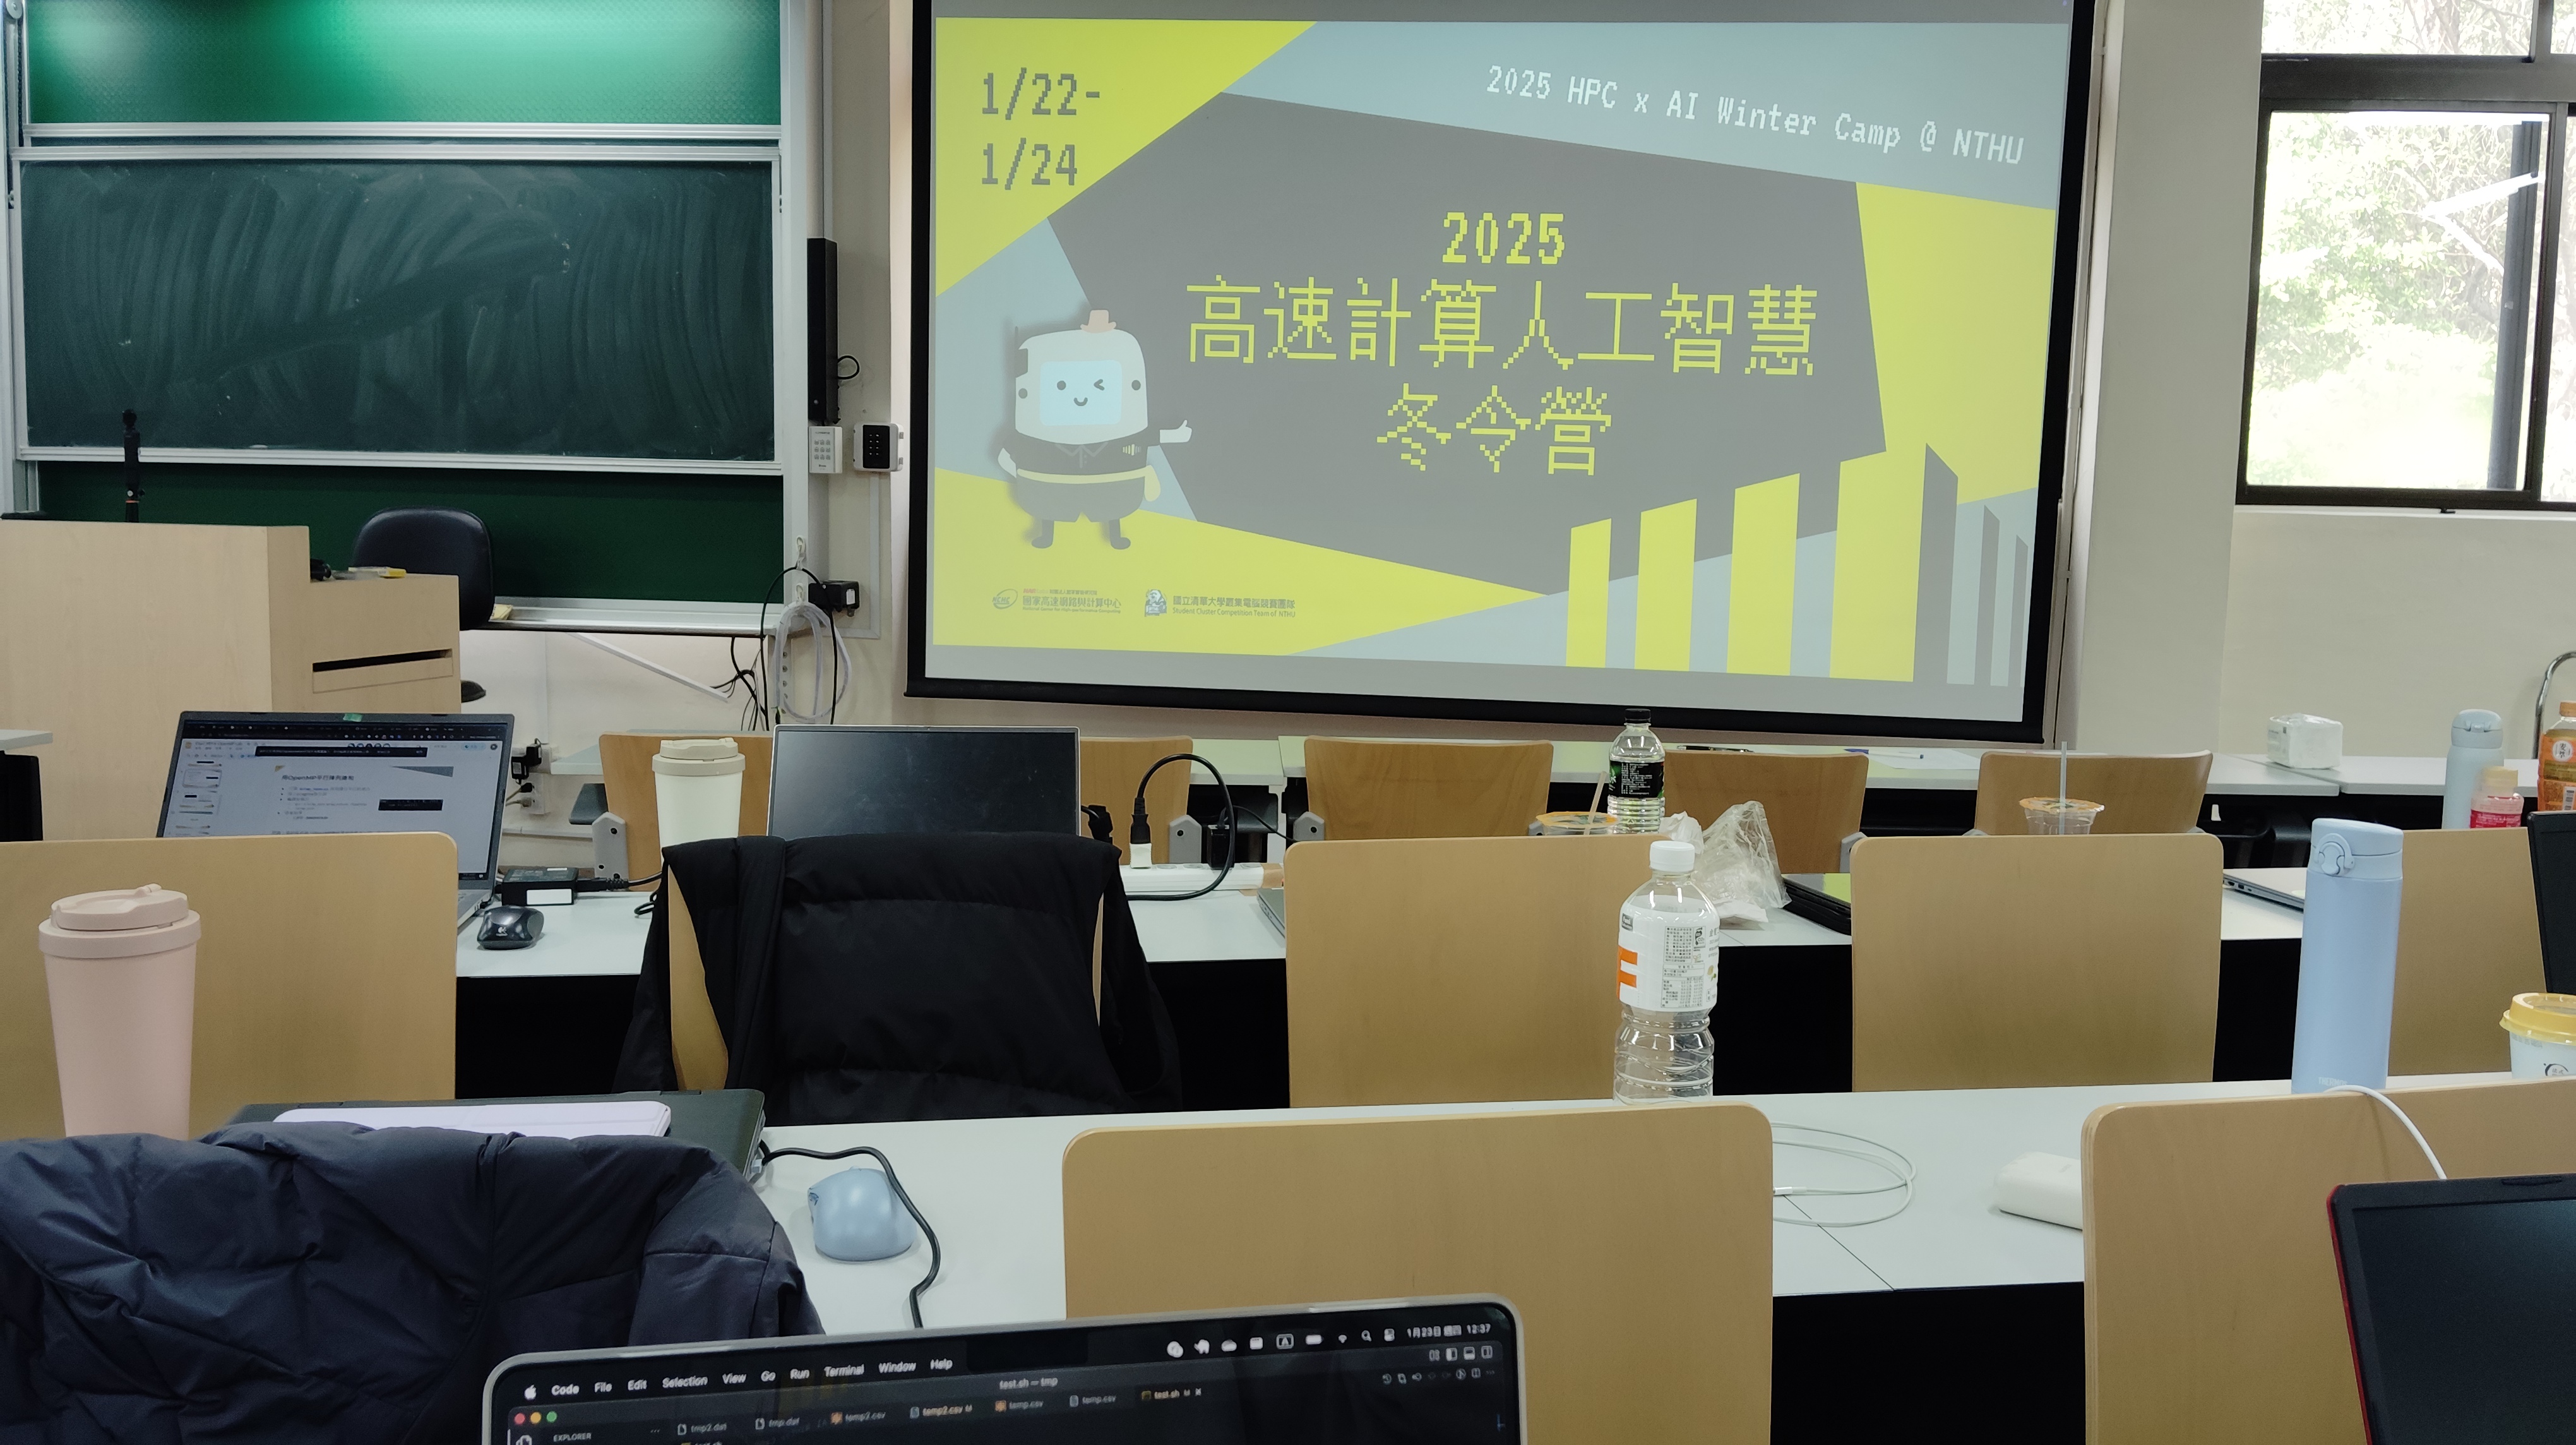 1/22-
1/24
2025 HPC x AI Winter Camp @ NTHU
2025
高速計算人工智慧
冬令營
國家高速網路與計算中心
國立清華大學叢集電腦競賽團隊
Student Cluster Competition Team of NTHU
Code File Edit Selection View Go Run Terminal Window Help
1月23日 12:37
test.sh — tmp
tmp2.dat tmp.dat temp3.csv temp2.csv M temp.csv temp.csv test.sh M
EXPLORER